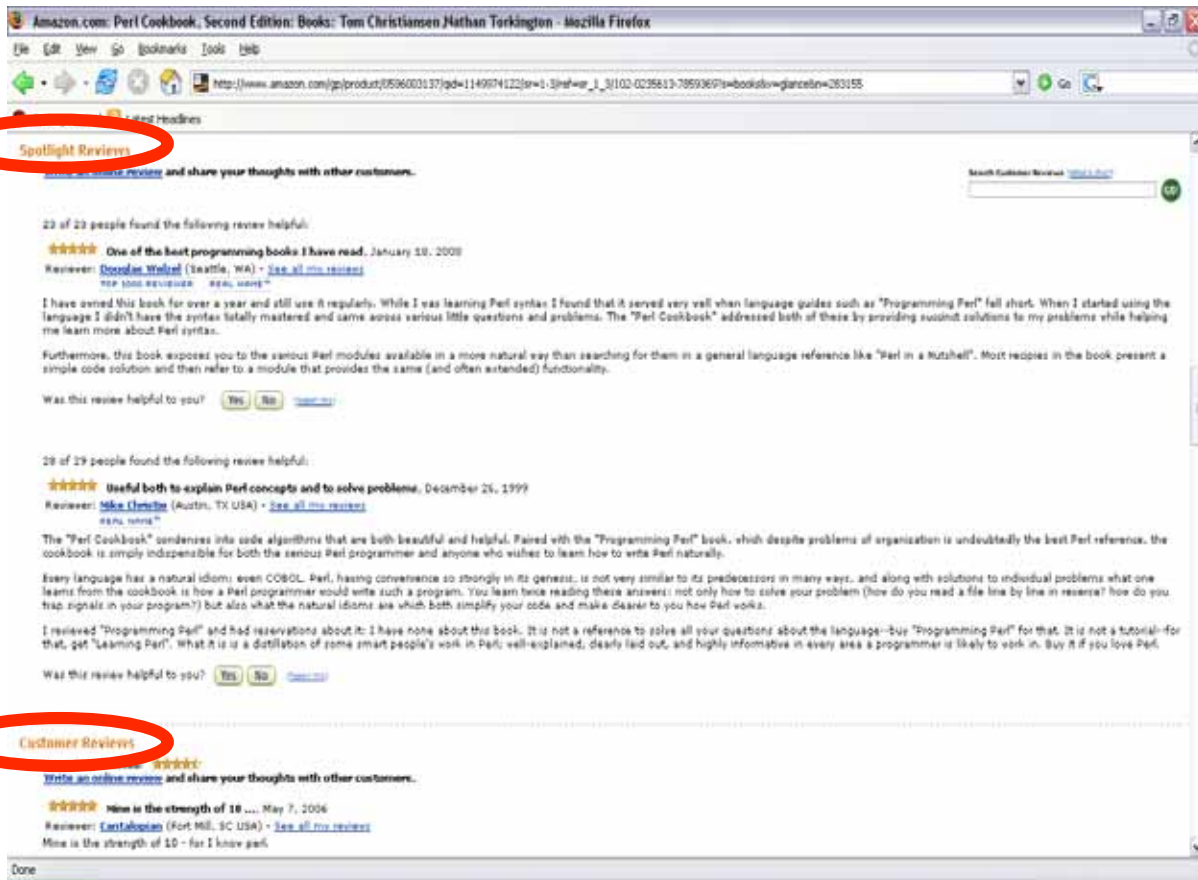 Amazon.com: Perl Cookbook, Second Edition: Books: Tom Christiansen,Nathan Torkington - Mozilla Firefox
File Edit View Go Bookmarks Tools Help
Go
Latest Headlines
Spotlight Reviews
Write an online review and share your thoughts with other customers.
Search Customer Reviews
GO
23 of 23 people found the following review helpful:
One of the best programming books I have read, January 18, 2000
Reviewer: Douglas Welzel (Seattle, WA) - See all my reviews
TOP 1000 REVIEWER REAL NAME™
I have owned this book for over a year and still use it regularly. While I was learning Perl syntax I found that it served very well when language guides such as "Programming Perl" fell short. When I started using the
language I didn't have the syntax totally mastered and came across various little questions and problems. The "Perl Cookbook" addressed both of these by providing succinct solutions to my problems while helping
me learn more about Perl syntax.
Furthermore, this book exposes you to the various Perl modules available in a more natural way than searching for them in a general language reference like "Perl in a Nutshell". Most recipies in the book present a
simple code solution and then refer to a module that provides the same (and often extended) functionality.
Was this review helpful to you? Yes No
28 of 29 people found the following review helpful:
Useful both to explain Perl concepts and to solve problems, December 26, 1999
Reviewer: Mike (Austin, TX USA) - See all my reviews
REAL NAME™
The "Perl Cookbook" condenses into code algorithms that are both beautiful and helpful. Paired with the "Programming Perl" book, which despite problems of organization is undoubtedly the best Perl reference, the
cookbook is simply indispensible for both the serious Perl programmer and anyone who wishes to learn how to write Perl naturally.
Every language has a natural idiom; even COBOL. Perl, having convenience so strongly in its genesis, is not very similar to its predecessors in many ways, and along with solutions to individual problems what one
learns from the cookbook is how a Perl programmer would write such a program. You learn twice reading these answers: not only how to solve your problem (how do you read a file line by line in reverse? how do you
trap signals in your program?) but also what the natural idioms are which both simplify your code and make clearer to you how Perl works.
I reviewed "Programming Perl" and had reservations about it: I have none about this book. It is not a reference to solve all your questions about the language--buy "Programming Perl" for that. It is not a tutorial--for
that, get "Learning Perl". What it is is a distillation of some smart people's work in Perl; well-explained, clearly laid out, and highly informative in every area a programmer is likely to work in. Buy it if you love Perl.
Was this review helpful to you? Yes No
Customer Reviews
Write an online review and share your thoughts with other customers.
Mine is the strength of 10 ...., May 7, 2006
Reviewer: Cantalopian (Fort Mill, SC USA) - See all my reviews
Mine is the strength of 10 - for I know perl.
Done